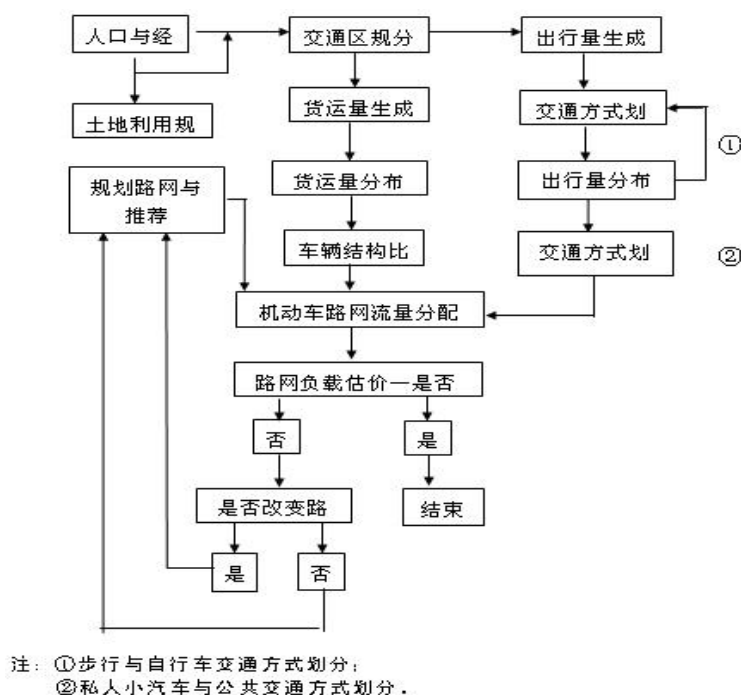 人口与经
交通区规分
出行量生成
土地利用规
货运量生成
交通方式划
①
规划路网与
推荐
货运量分布
出行量分布
车辆结构比
交通方式划
②
机动车路网流量分配
路网负载估价—是否
否
是
是否改变路
结束
是
否
注：①步行与自行车交通方式划分；
②私人小汽车与公共交通方式划分．